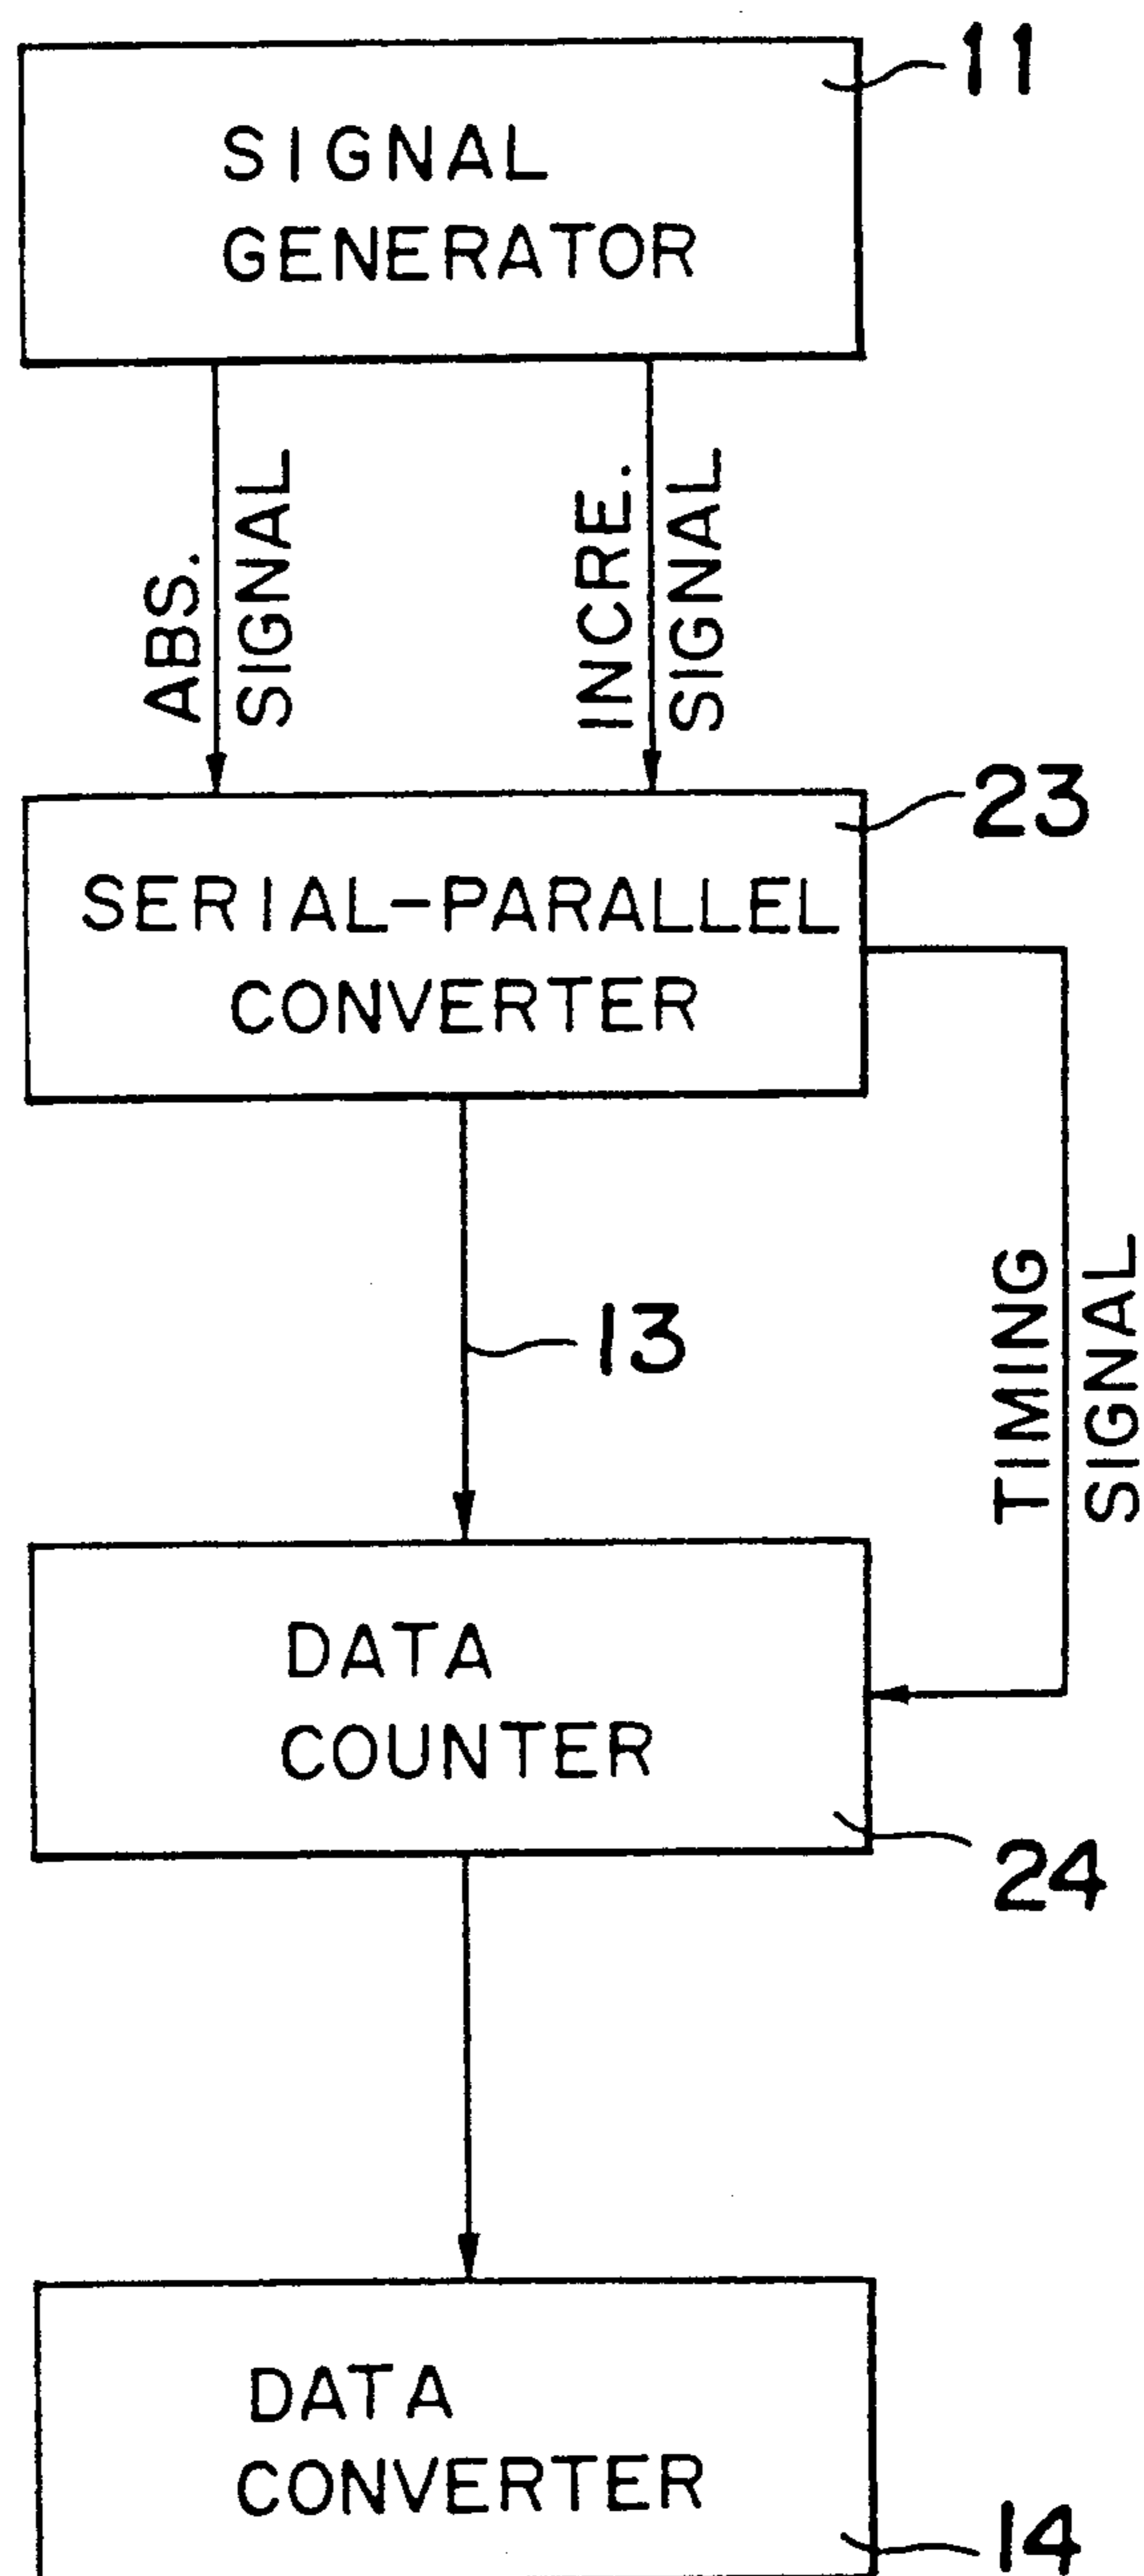 11
SIGNAL
GENERATOR
ABS.
SIGNAL
INCRE.
SIGNAL
23
SERIAL-PARALLEL
CONVERTER
13
TIMING
SIGNAL
DATA
COUNTER
24
DATA
CONVERTER
14